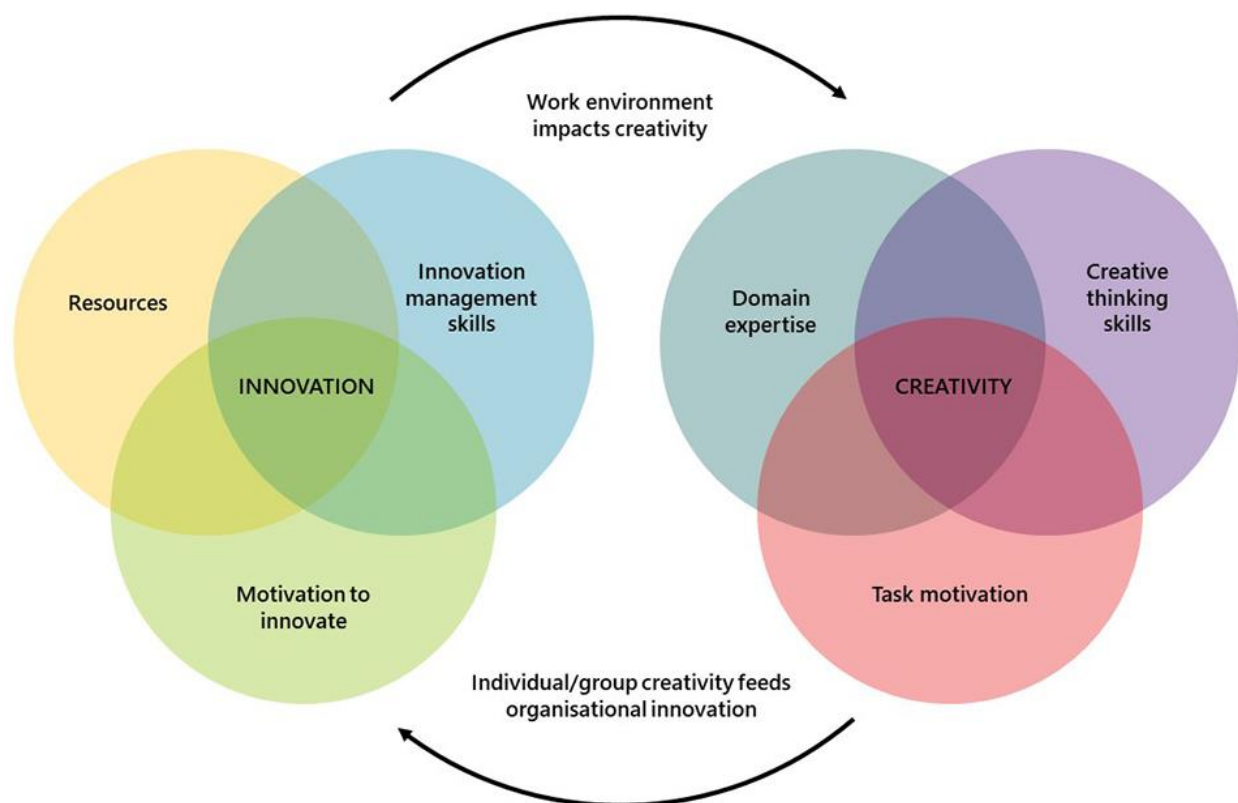 Work environment
impacts creativity
Resources
Innovation
management
skills
INNOVATION
Motivation to
innovate
Domain
expertise
Creative
thinking
skills
CREATIVITY
Task motivation
Individual/group creativity feeds
organisational innovation